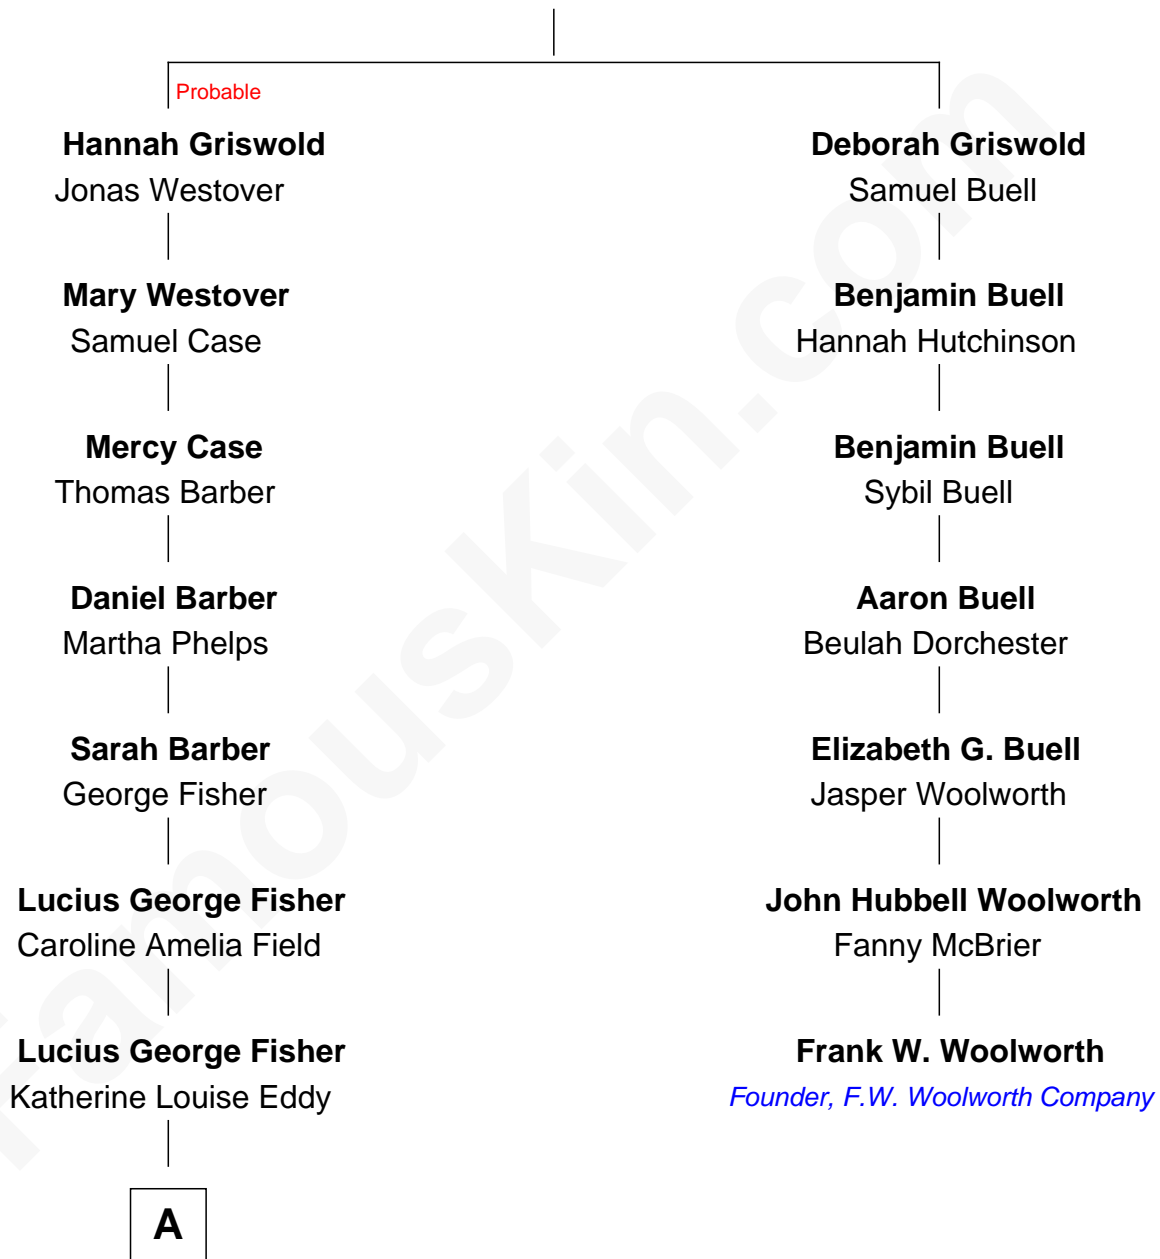 Probable
Hannah Griswold
Jonas Westover
Mary Westover
Samuel Case
Mercy Case
Thomas Barber
Daniel Barber
Martha Phelps
Sarah Barber
George Fisher
Lucius George Fisher
Caroline Amelia Field
Lucius George Fisher
Katherine Louise Eddy
A
Deborah Griswold
Samuel Buell
Benjamin Buell
Hannah Hutchinson
Benjamin Buell
Sybil Buell
Aaron Buell
Beulah Dorchester
Elizabeth G. Buell
Jasper Woolworth
John Hubbell Woolworth
Fanny McBrier
Frank W. Woolworth
Founder, F.W. Woolworth Company
FamousKin.com